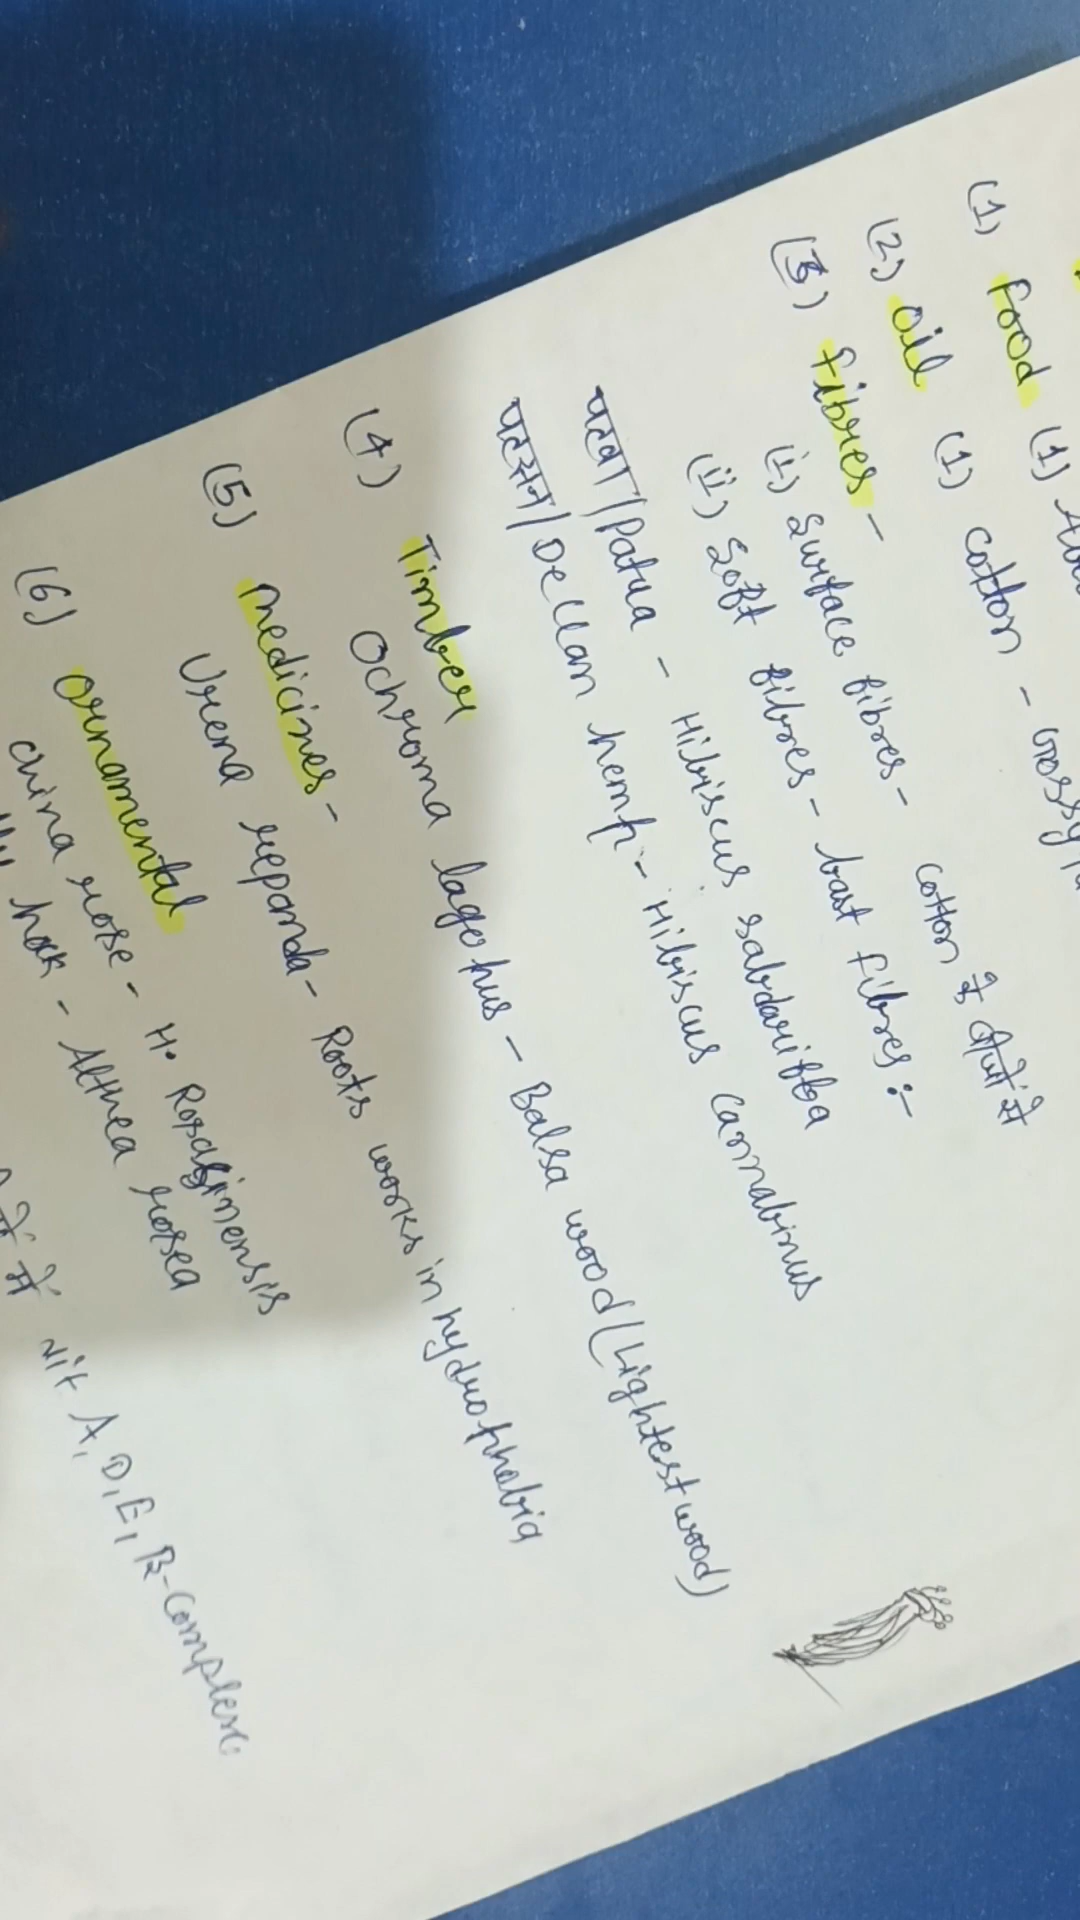 (1) Food (1)
(2) Oil (1) Cotton -
(3) Fibres -
(i) Surface fibres - Cotton के बीजों से
(ii) Soft fibres - bast fibres :-
पटवा / Patua - Hibiscus sabdariffa
पटसन / Deccan hemp - Hibiscus Cannabinus
(4) Timber
Ochroma lagopus - Balsa wood (Lightest wood)
(5) Medicines -
Urena repanda - Roots works in hydrophobia
(6) Ornamental
China rose - H. Rosasinensis
hock - Althea rosea
में vit A, D, E, B-Complex